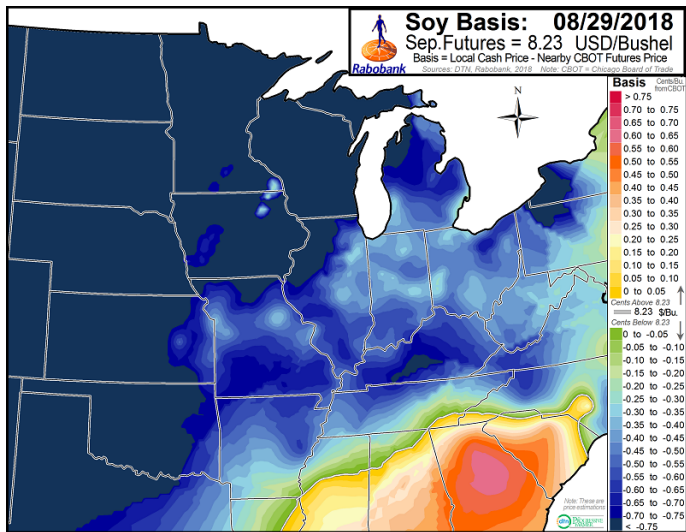 Soy Basis: 08/29/2018
Sep.Futures = 8.23 USD/Bushel
Basis = Local Cash Price - Nearby CBOT Futures Price
Rabobank
Sources: DTN, Rabobank, 2018 Note: CBOT = Chicago Board of Trade
N
Basis Cents/Bu. from CBOT
> 0.75
0.70 to 0.75
0.65 to 0.70
0.60 to 0.65
0.55 to 0.60
0.50 to 0.55
0.45 to 0.50
0.40 to 0.45
0.35 to 0.40
0.30 to 0.35
0.25 to 0.30
0.20 to 0.25
0.15 to 0.20
0.10 to 0.15
0.05 to 0.10
0 to 0.05
Cents Above 8.23
8.23 $/Bu.
Cents Below 8.23
0 to -0.05
-0.05 to -0.10
-0.10 to -0.15
-0.15 to -0.20
-0.20 to -0.25
-0.25 to -0.30
-0.30 to -0.35
-0.35 to -0.40
-0.40 to -0.45
-0.45 to -0.50
-0.50 to -0.55
-0.55 to -0.60
-0.60 to -0.65
-0.65 to -0.70
-0.70 to -0.75
< -0.75
Note: These are
price estimations
dtn